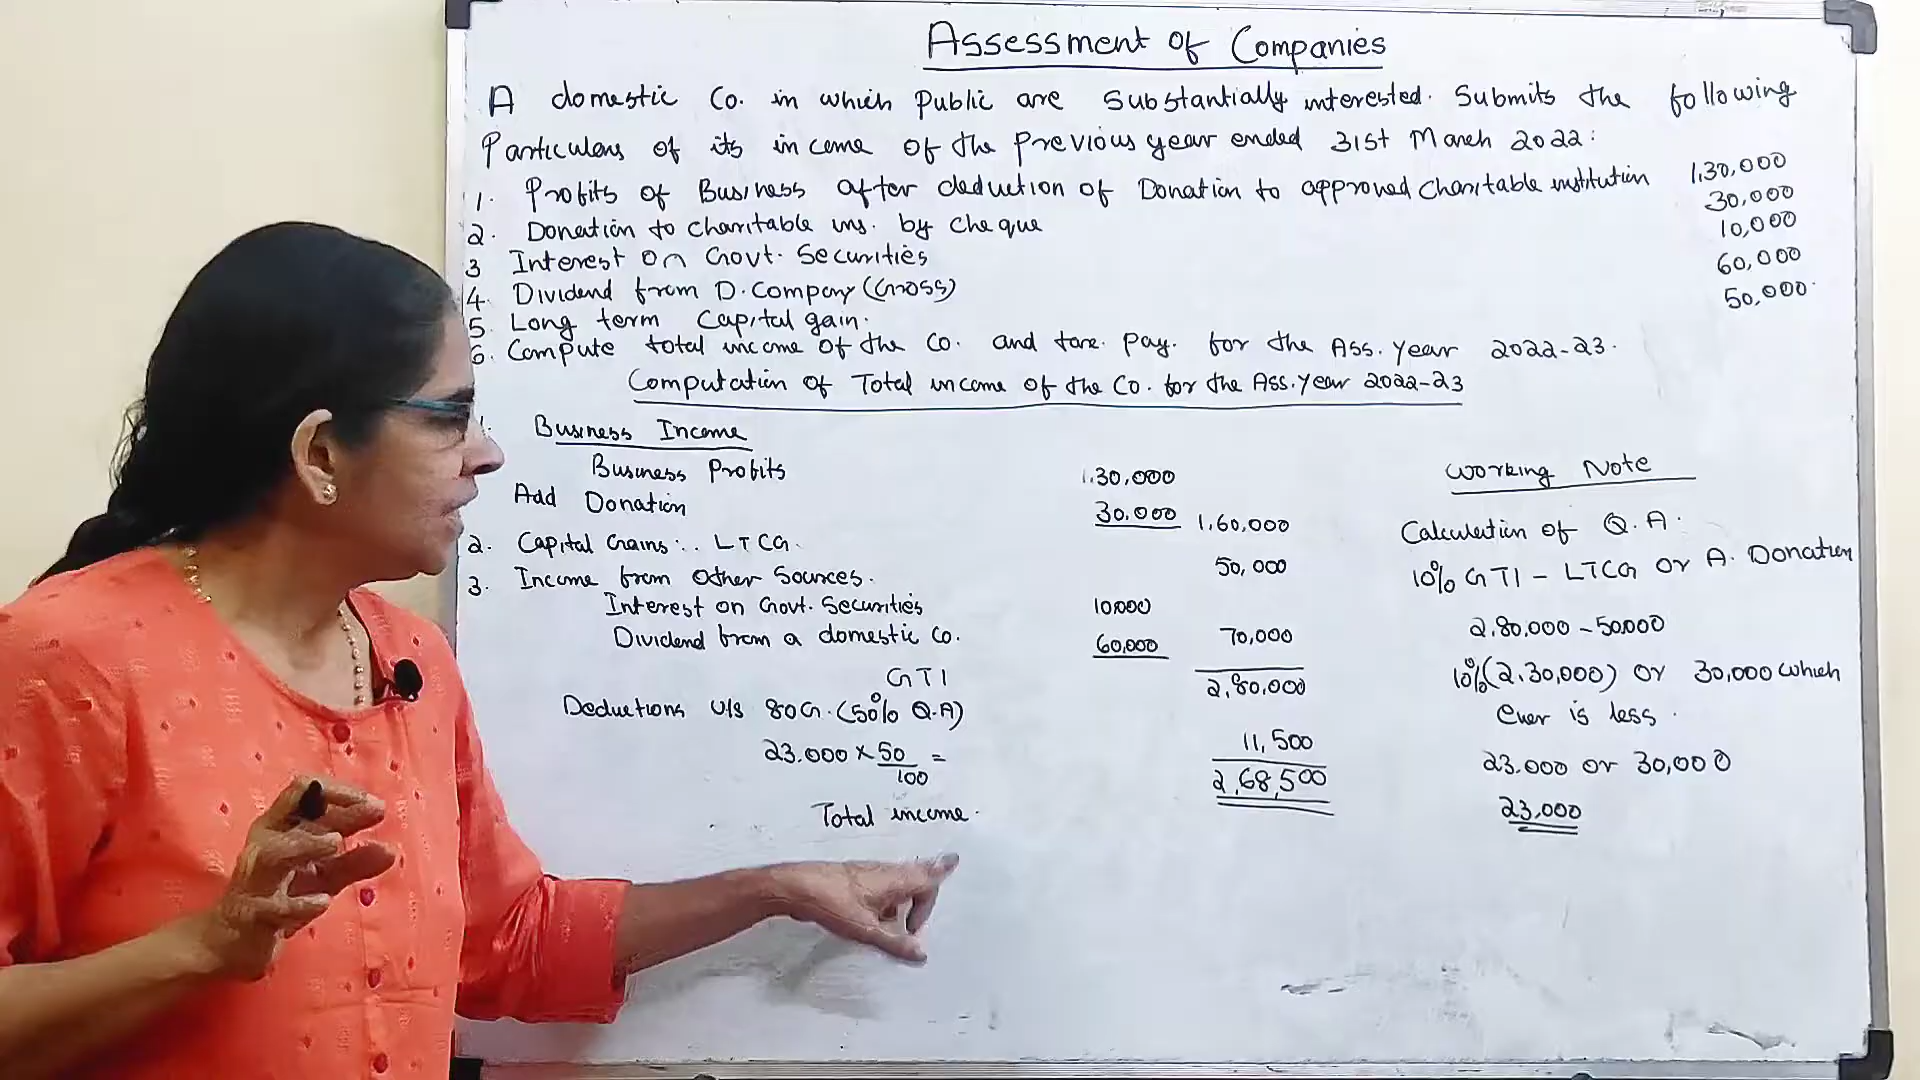 Assessment of Companies
A domestic Co. in which Public are Substantially interested. Submits the following
Particulars of its income of the previous year ended 31st March 2022:
1. Profits of Business after deduction of Donation to approved charitable institution 1,30,000
2. Donation to charitable ins. by cheque 30,000
3 Interest on Govt. Securities 10,000
4. Dividend from D. Company (Gross) 60,000
5. Long term Capital gain. 50,000.
6. Compute total income of the Co. and tax. pay. for the Ass. Year 2022-23.
Computation of Total income of the Co. for the Ass. Year 2022-23
1. Business Income
Business Profits 1.30,000
Add Donation 30.000 1,60,000
2. Capital Gains:.. LTCG. 50,000
3. Income from Other Sources.
Interest on Govt. Securities 10000
Dividend from a domestic Co. 60,000 70,000
GTI 2,80,000
Deductions U/s 80G. (50% Q.A)
23.000 × 50/100 = 11,500
2,68,500
Total income.
Working Note
Calculation of Q.A.
10% GTI - LTCG or A. Donation
2,80,000 - 50000
10% (2,30,000) or 30,000 which
ever is less.
23.000 or 30,000
23,000